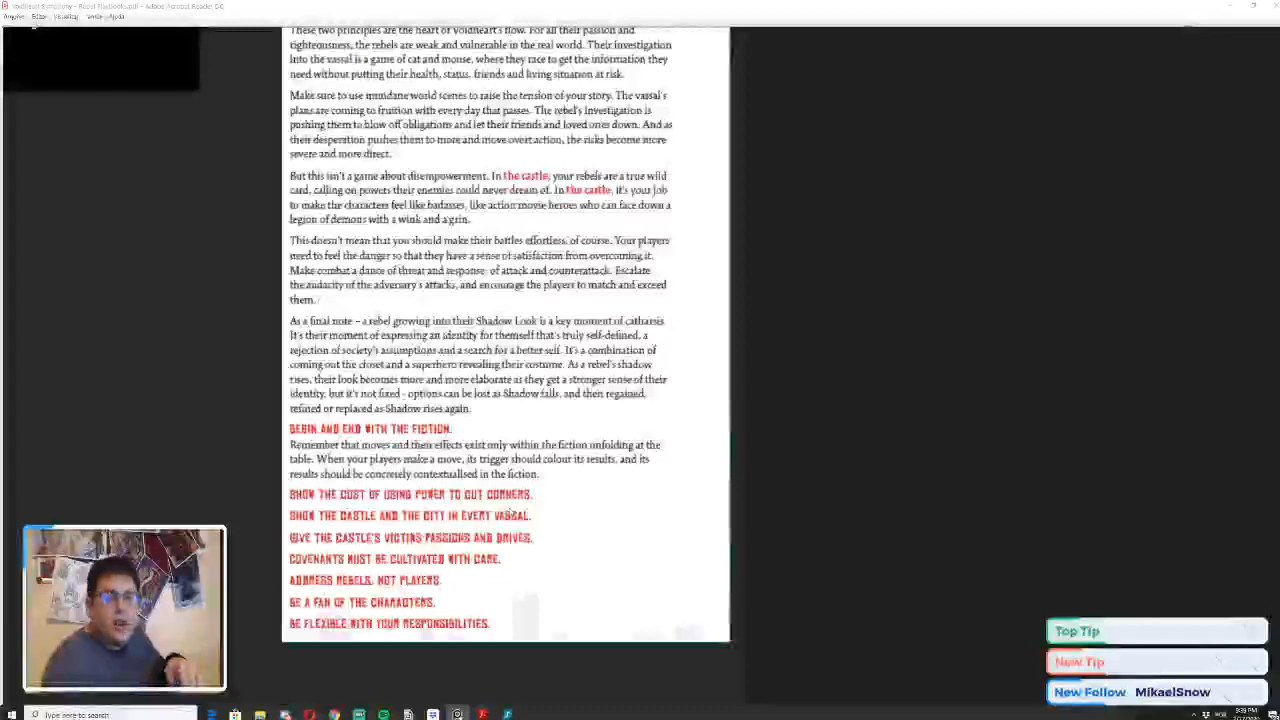 Voidheart Symphony - Rebel Playbooks.pdf - Adobe Acrobat Reader DC
These two principles are the heart of Voidheart's flow. For all their passion and
righteousness, the rebels are weak and vulnerable in the real world. Their investigation
into the vassal is a game of cat and mouse, where they race to get the information they
need without putting their health, status, friends and living situation at risk.
Make sure to use mundane world scenes to raise the tension of your story. The vassal's
plans are coming to fruition with every day that passes. The rebel's investigation is
pushing them to blow off obligations and let their friends and loved ones down. And as
their desperation pushes them to more and move overt action, the risks become more
severe and more direct.
But this isn't a game about disempowerment. In the castle, your rebels are a true wild
card, calling on powers their enemies could never dream of. In the castle, it's your job
to make the characters feel like badasses, like action movie heroes who can face down a
legion of demons with a wink and a grin.
This doesn't mean that you should make their battles effortless, of course. Your players
need to feel the danger so that they have a sense of satisfaction from overcoming it.
Make combat a dance of threat and response, of attack and counterattack. Escalate
the audacity of the adversary's attacks, and encourage the players to match and exceed
them.
As a final note - a rebel growing into their Shadow Look is a key moment of catharsis.
It's their moment of expressing an identity for themself that's truly self-defined, a
rejection of society's assumptions and a search for a better self. It's a combination of
coming out the closet and a superhero revealing their costume. As a rebel's shadow
rises, their look becomes more and more elaborate as they get a stronger sense of their
identity, but it's not fixed - options can be lost as Shadow falls, and then regained,
refined or replaced as Shadow rises again.
BEGIN AND END WITH THE FICTION.
Remember that moves and their effects exist only within the fiction unfolding at the
table. When your players make a move, its trigger should colour its results, and its
results should be concretely contextualised in the fiction.
SHOW THE COST OF USING POWER TO CUT CORNERS.
SHOW THE CASTLE AND THE CITY IN EVERY VASSAL.
GIVE THE CASTLE'S VICTIMS PASSIONS AND DRIVES.
COVENANTS MUST BE CULTIVATED WITH CARE.
ADDRESS REBELS, NOT PLAYERS.
BE A FAN OF THE CHARACTERS.
BE FLEXIBLE WITH YOUR RESPONSIBILITIES.
Top Tip
New Tip
New Follow MikaelSnow
Type here to search
9:39 PM